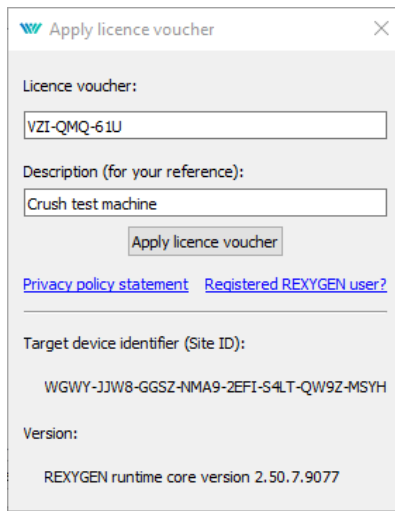 Apply licence voucher
Licence voucher:
VZI-QMQ-61U
Description (for your reference):
Crush test machine
Apply licence voucher
Privacy policy statement Registered REXYGEN user?
Target device identifier (Site ID):
WGWY-JJW8-GGSZ-NMA9-2EFI-S4LT-QW9Z-MSYH
Version:
REXYGEN runtime core version 2.50.7.9077